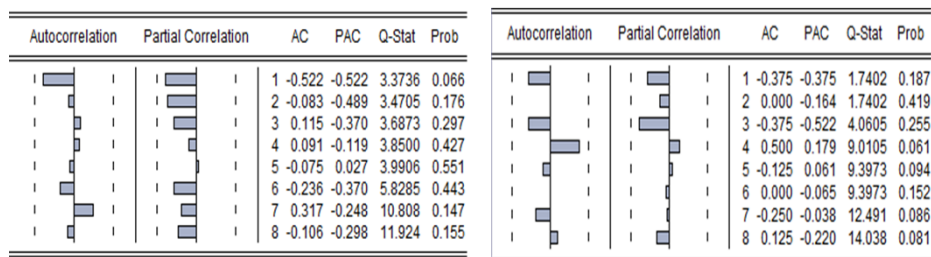 Autocorrelation Partial Correlation AC PAC Q-Stat Prob
1 -0.522 -0.522 3.3736 0.066
2 -0.083 -0.489 3.4705 0.176
3 0.115 -0.370 3.6873 0.297
4 0.091 -0.119 3.8500 0.427
5 -0.075 0.027 3.9906 0.551
6 -0.236 -0.370 5.8285 0.443
7 0.317 -0.248 10.808 0.147
8 -0.106 -0.298 11.924 0.155
Autocorrelation Partial Correlation AC PAC Q-Stat Prob
1 -0.375 -0.375 1.7402 0.187
2 0.000 -0.164 1.7402 0.419
3 -0.375 -0.522 4.0605 0.255
4 0.500 0.179 9.0105 0.061
5 -0.125 0.061 9.3973 0.094
6 0.000 -0.065 9.3973 0.152
7 -0.250 -0.038 12.491 0.086
8 0.125 -0.220 14.038 0.081